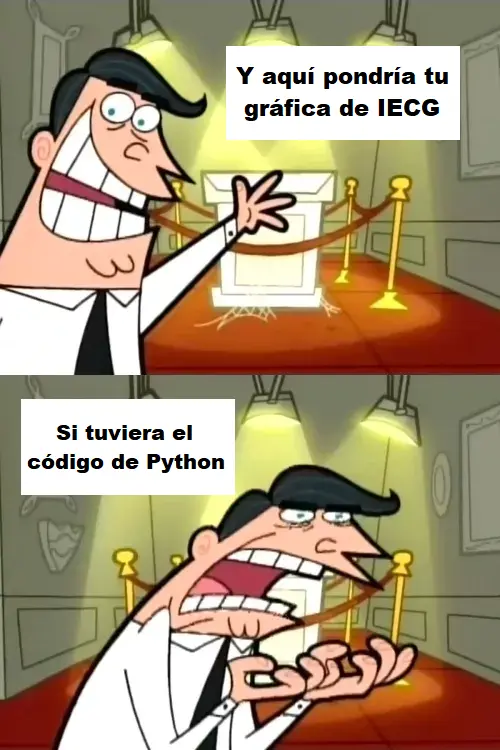 Y aquí pondría tu
gráfica de IECG
Si tuviera el
código de Python